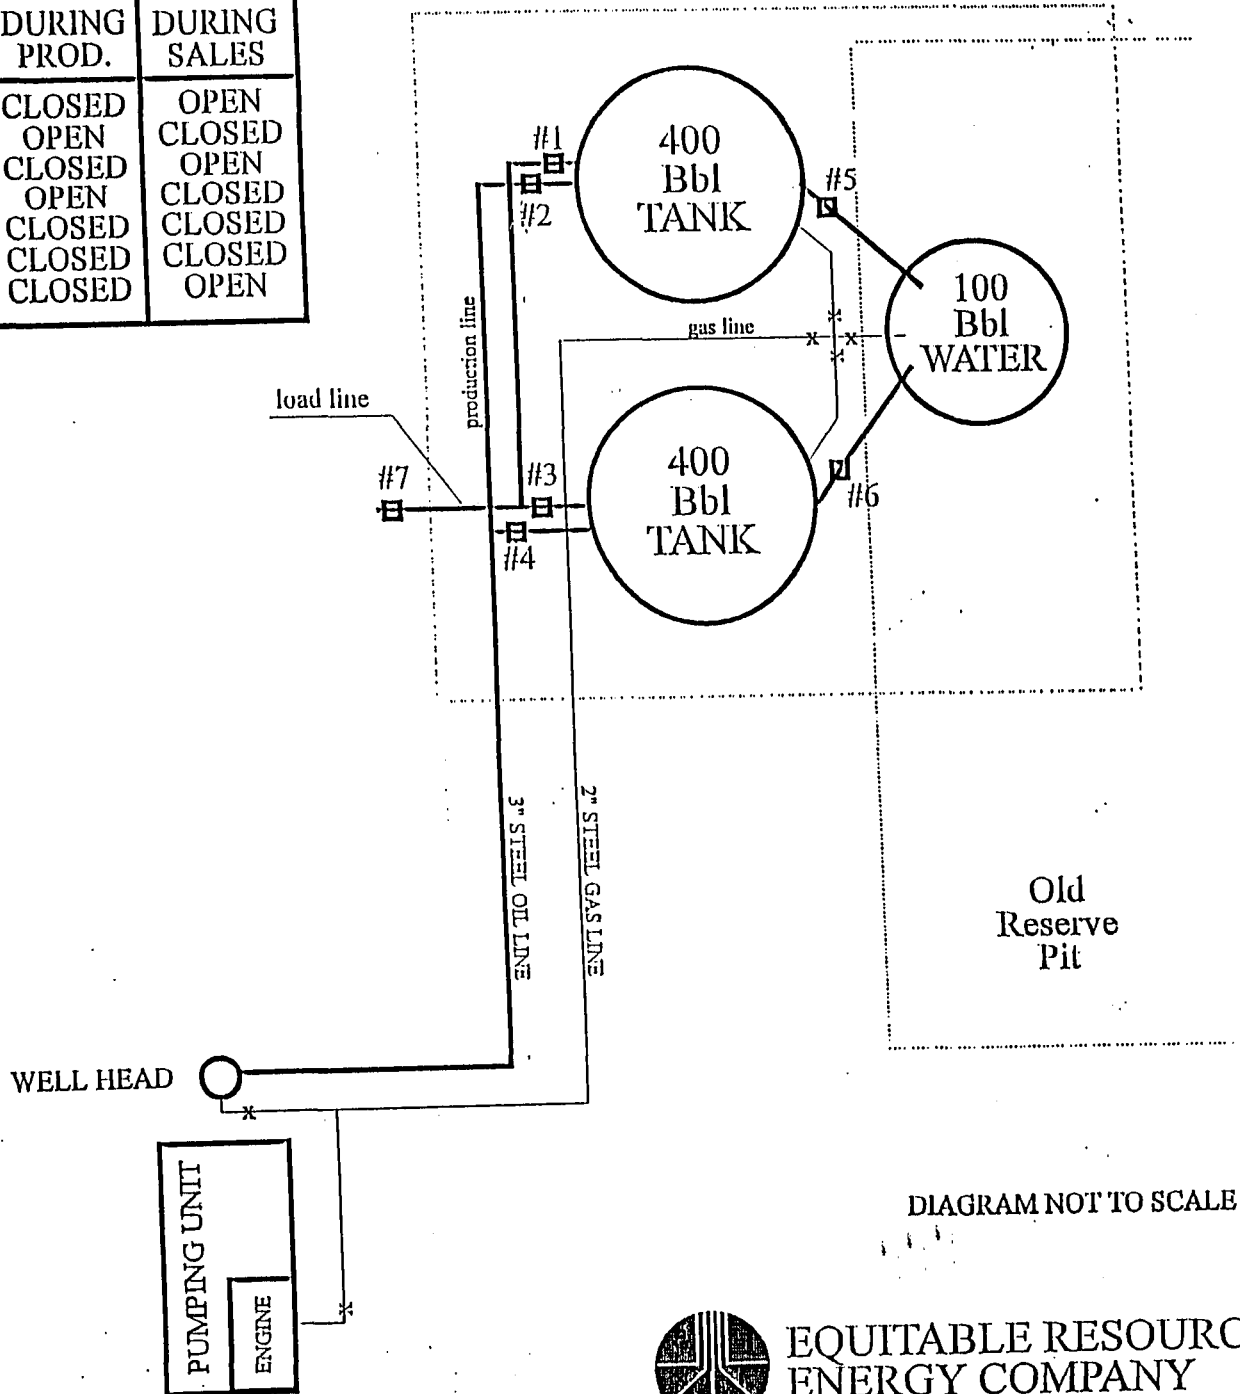 DURING PROD.
DURING SALES
CLOSED OPEN
OPEN CLOSED
CLOSED OPEN
OPEN CLOSED
CLOSED CLOSED
CLOSED CLOSED
CLOSED OPEN
#1
#2
400
Bbl
TANK
#5
100
Bbl
WATER
production line
gas line
load line
#7
#3
#4
400
Bbl
TANK
#6
3" STEEL OIL LINE
2" STEEL GAS LINE
Old
Reserve
Pit
WELL HEAD
PUMPING UNIT
ENGINE
DIAGRAM NOT TO SCALE
EQUITABLE RESOURC
ENERGY COMPANY